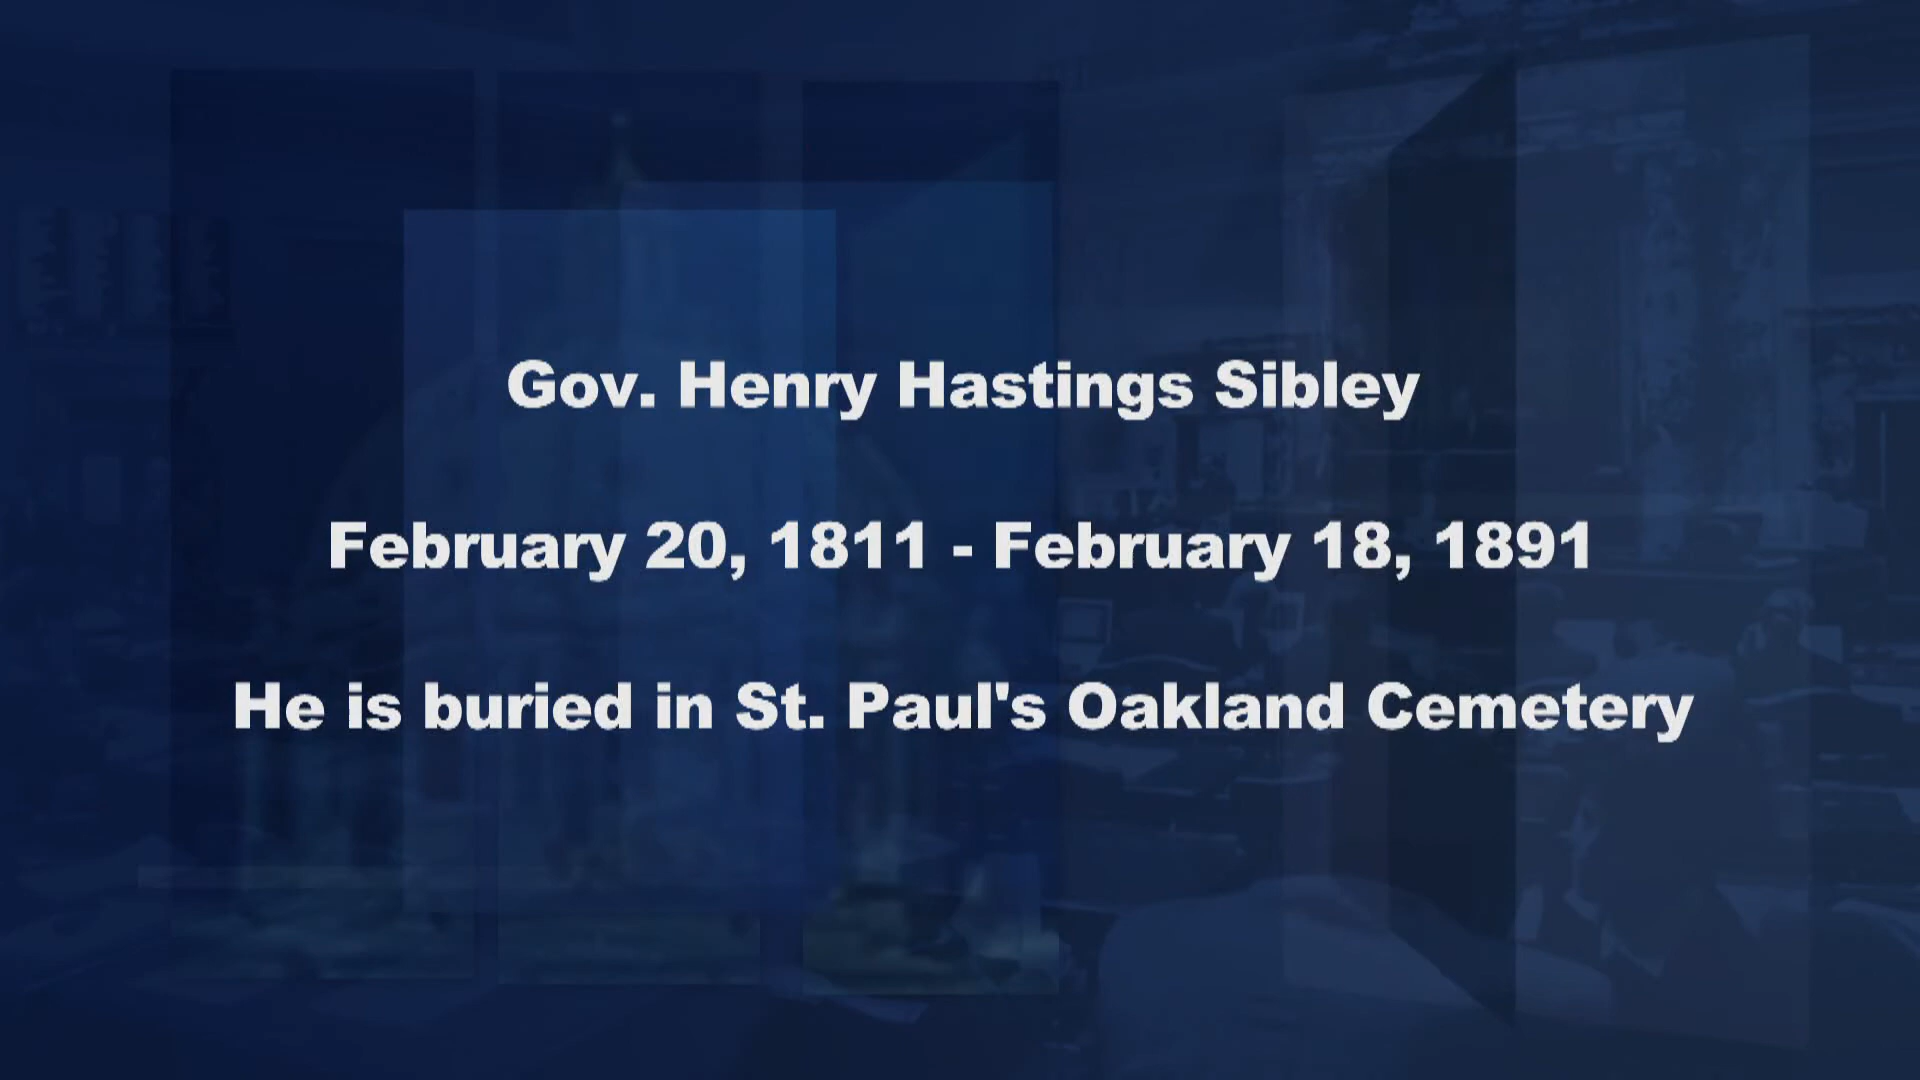 Gov. Henry Hastings Sibley
February 20, 1811 - February 18, 1891
He is buried in St. Paul's Oakland Cemetery